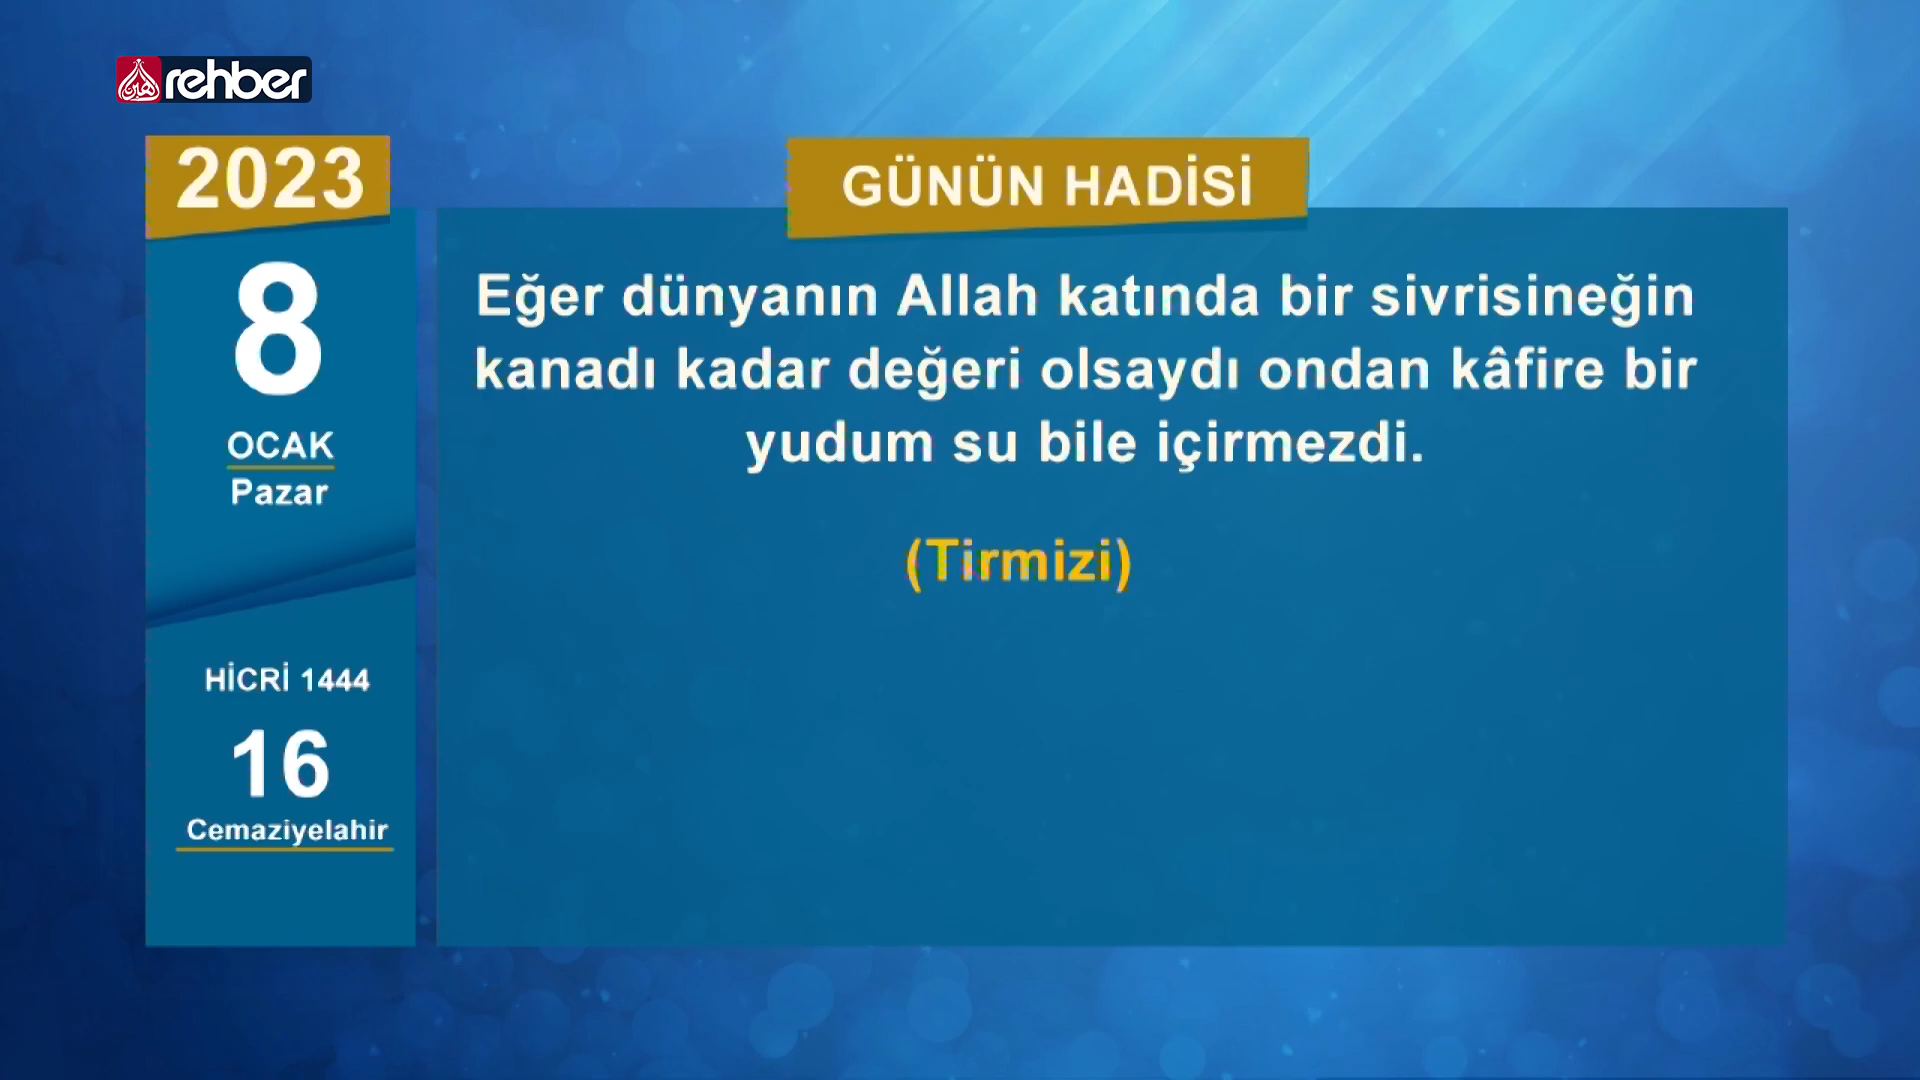 rehber
2023
8
OCAK
Pazar
HİCRİ 1444
16
Cemaziyelahir
GÜNÜN HADİSİ
Eğer dünyanın Allah katında bir sivrisineğin
kanadı kadar değeri olsaydı ondan kâfire bir
yudum su bile içirmezdi.
(Tirmizi)